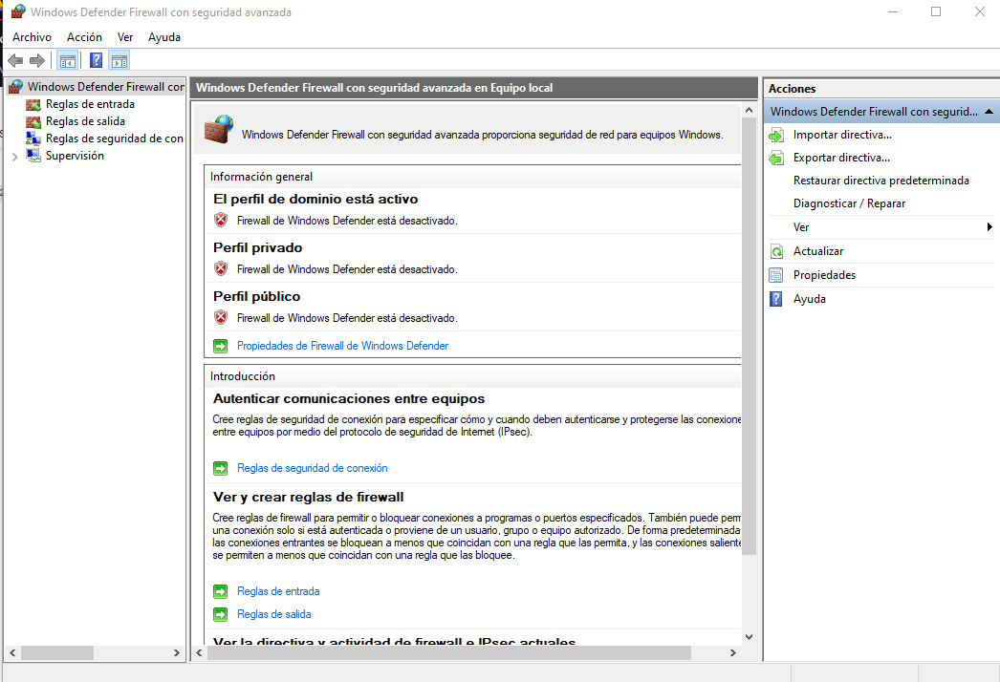 Windows Defender Firewall con seguridad avanzada
Archivo Acción Ver Ayuda
Windows Defender Firewall cor
Reglas de entrada
Reglas de salida
Reglas de seguridad de con
Supervisión
Windows Defender Firewall con seguridad avanzada en Equipo local
Windows Defender Firewall con seguridad avanzada proporciona seguridad de red para equipos Windows.
Información general
El perfil de dominio está activo
Firewall de Windows Defender está desactivado.
Perfil privado
Firewall de Windows Defender está desactivado.
Perfil público
Firewall de Windows Defender está desactivado.
Propiedades de Firewall de Windows Defender
Introducción
Autenticar comunicaciones entre equipos
Cree reglas de seguridad de conexión para especificar cómo y cuando deben autenticarse y protegerse las conexione
entre equipos por medio del protocolo de seguridad de Internet (IPsec).
Reglas de seguridad de conexión
Ver y crear reglas de firewall
Cree reglas de firewall para permitir o bloquear conexiones a programas o puertos especificados. También puede perm
una conexión solo si está autenticada o proviene de un usuario, grupo o equipo autorizado. De forma predeterminada
las conexiones entrantes se bloquean a menos que coincidan con una regla que las permita, y las conexiones saliente
se permiten a menos que coincidan con una regla que las bloquee.
Reglas de entrada
Reglas de salida
Ver la directiva y actividad de firewall e IPsec actuales
Acciones
Windows Defender Firewall con segurid...
Importar directiva...
Exportar directiva...
Restaurar directiva predeterminada
Diagnosticar / Reparar
Ver
Actualizar
Propiedades
Ayuda